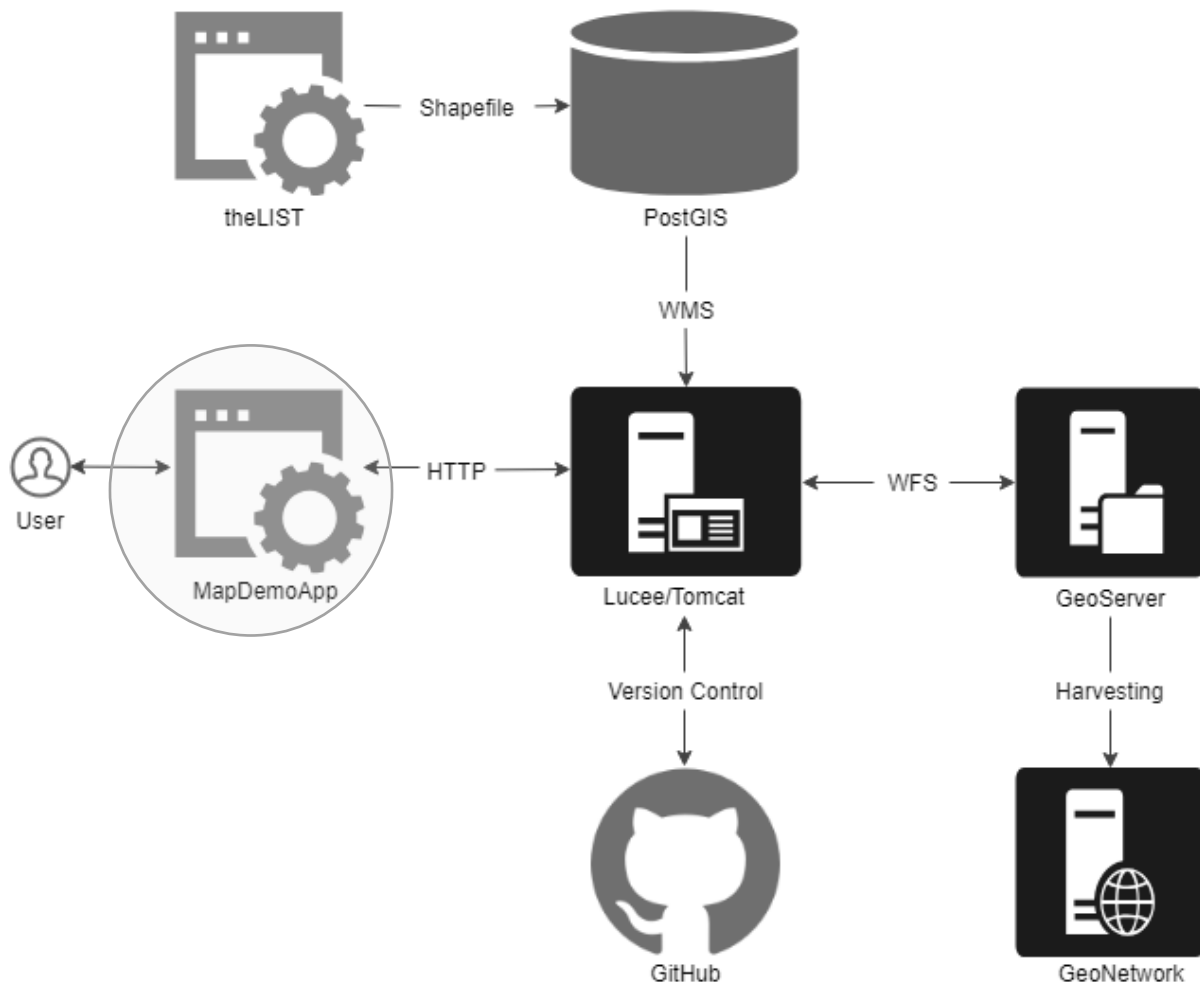 Shapefile
theLIST
PostGIS
WMS
HTTP
WFS
User
MapDemoApp
Lucee/Tomcat
GeoServer
Version Control
Harvesting
GitHub
GeoNetwork